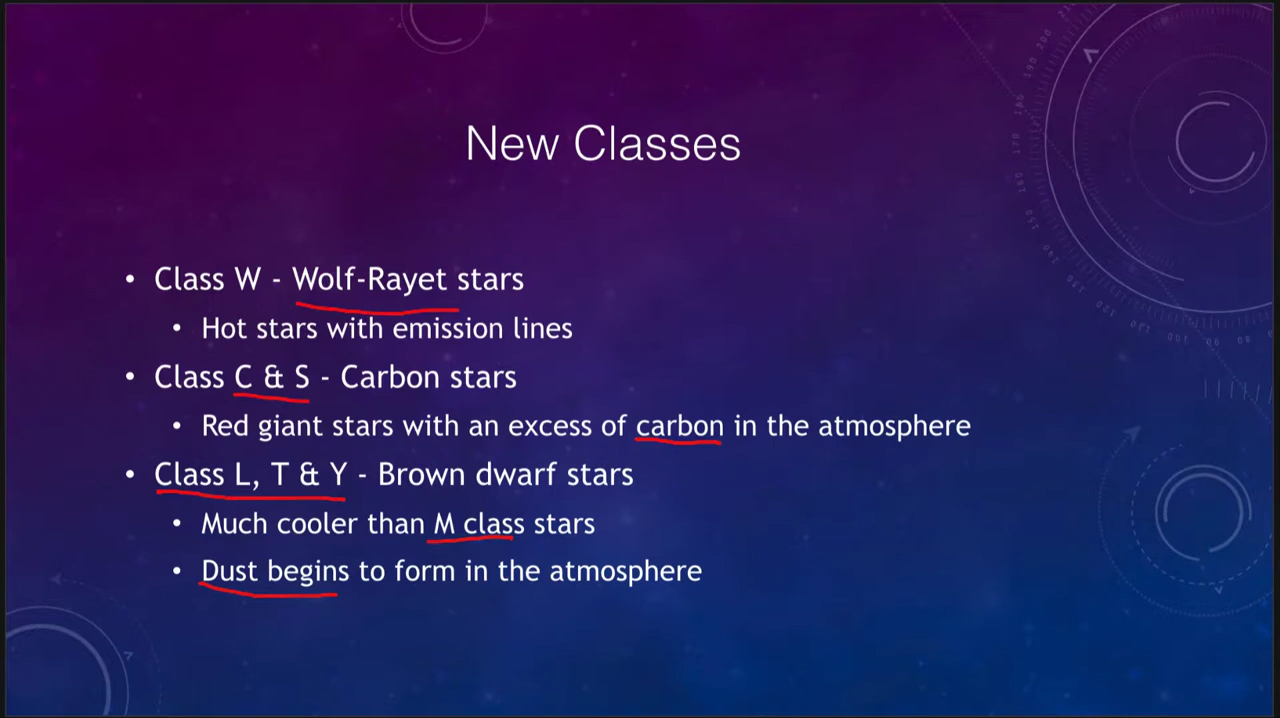 New Classes
• Class W - Wolf-Rayet stars
• Hot stars with emission lines
• Class C & S - Carbon stars
• Red giant stars with an excess of carbon in the atmosphere
• Class L, T & Y - Brown dwarf stars
• Much cooler than M class stars
• Dust begins to form in the atmosphere